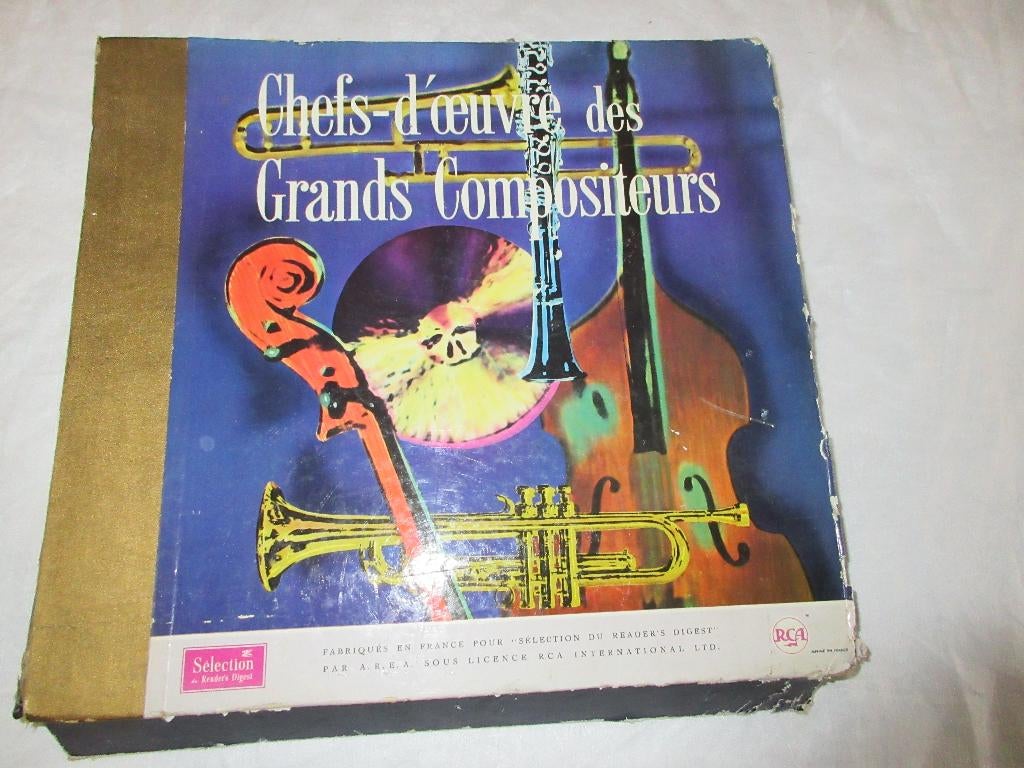 Chefs-d'œuvre des
Grands Compositeurs
Sélection
du Reader's Digest
FABRIQUÉS EN FRANCE POUR "SÉLECTION DU READER'S DIGEST"
PAR A.R.E.A. SOUS LICENCE RCA INTERNATIONAL LTD.
RCA